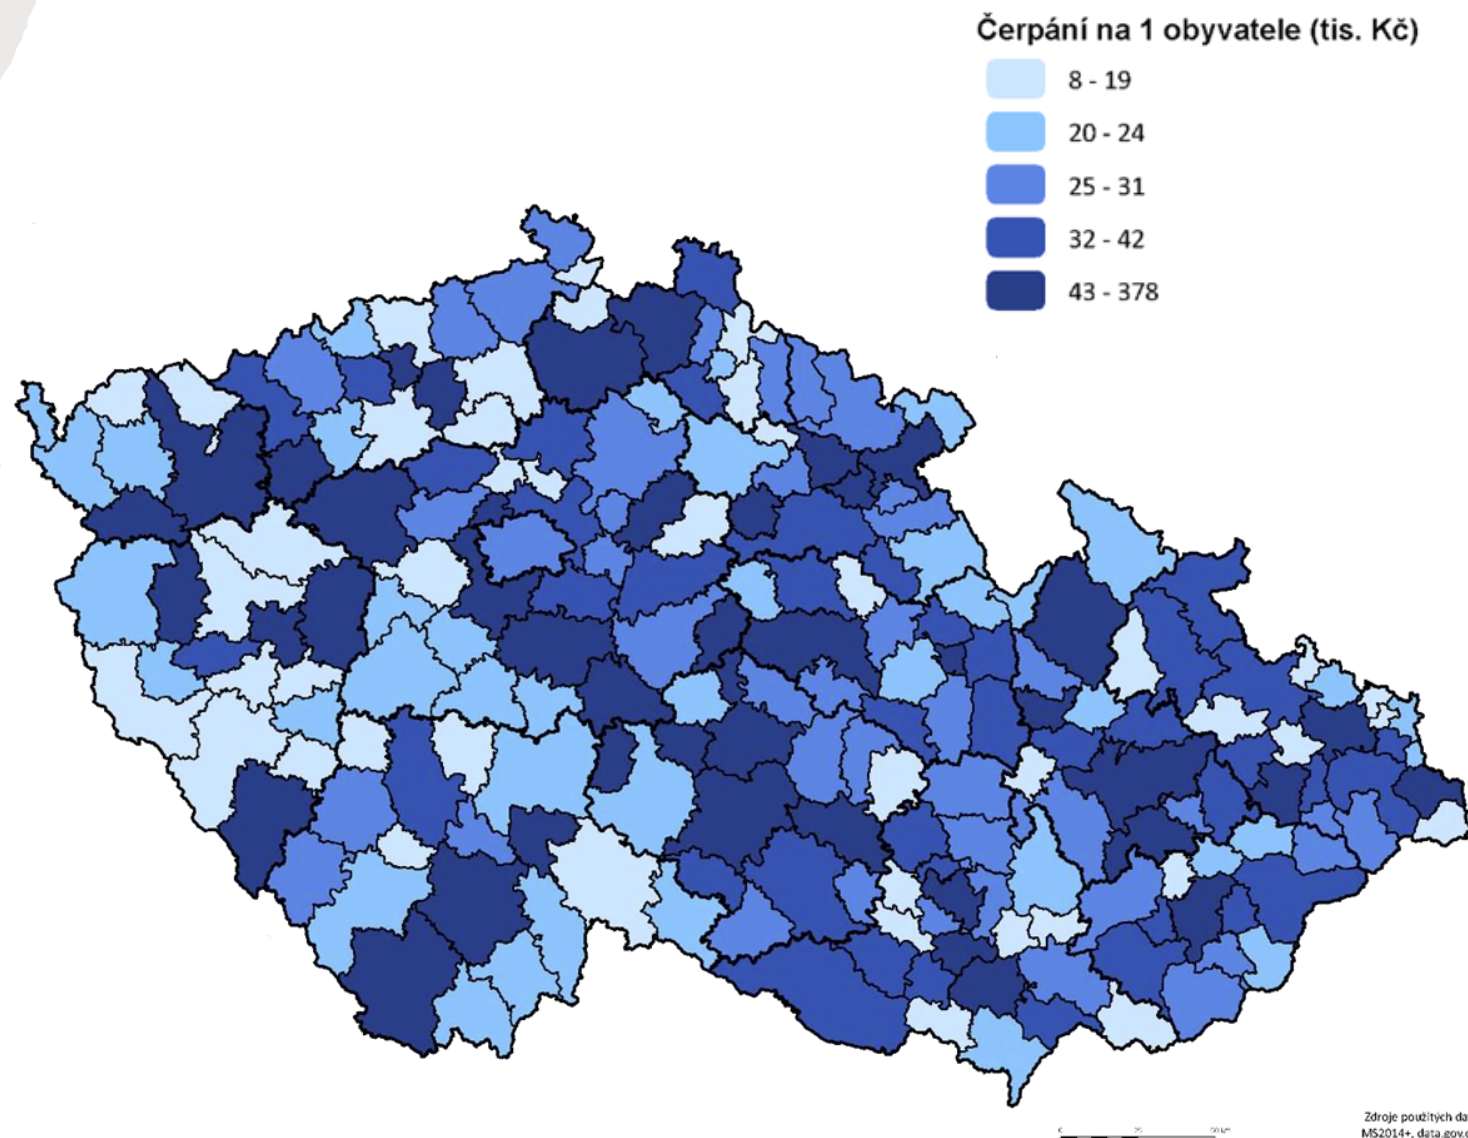 Čerpání na 1 obyvatele (tis. Kč)
8 - 19
20 - 24
25 - 31
32 - 42
43 - 378
Zdroje použitých da
MS2014+, data.gov.c